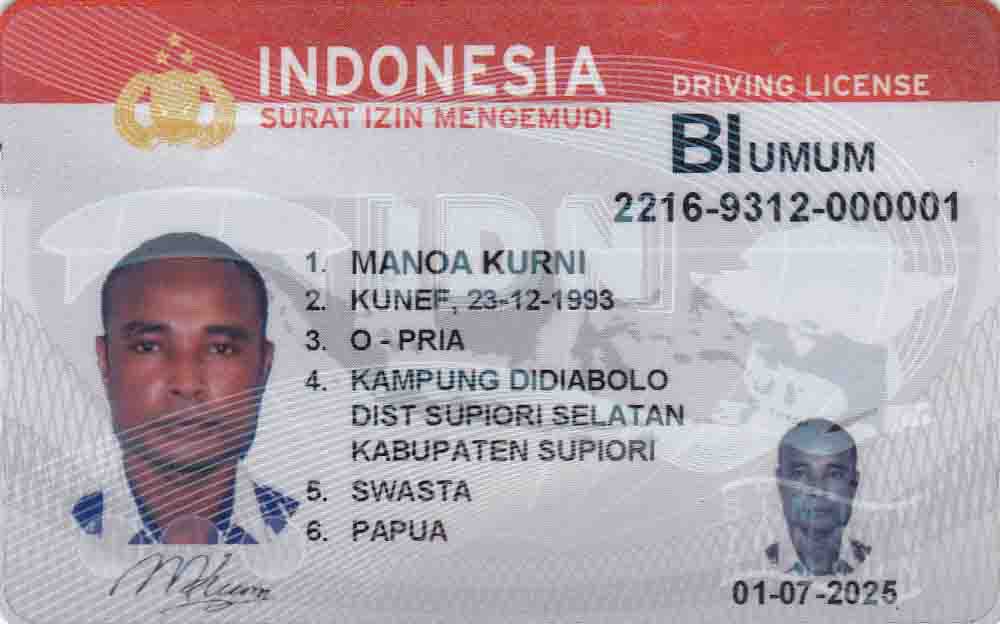 INDONESIA
SURAT IZIN MENGEMUDI
DRIVING LICENSE
BI UMUM
2216-9312-000001
1. MANOA KURNI
2. KUNEF, 23-12-1993
3. O - PRIA
4. KAMPUNG DIDIABOLO
DIST SUPIORI SELATAN
KABUPATEN SUPIORI
5. SWASTA
6. PAPUA
01-07-2025